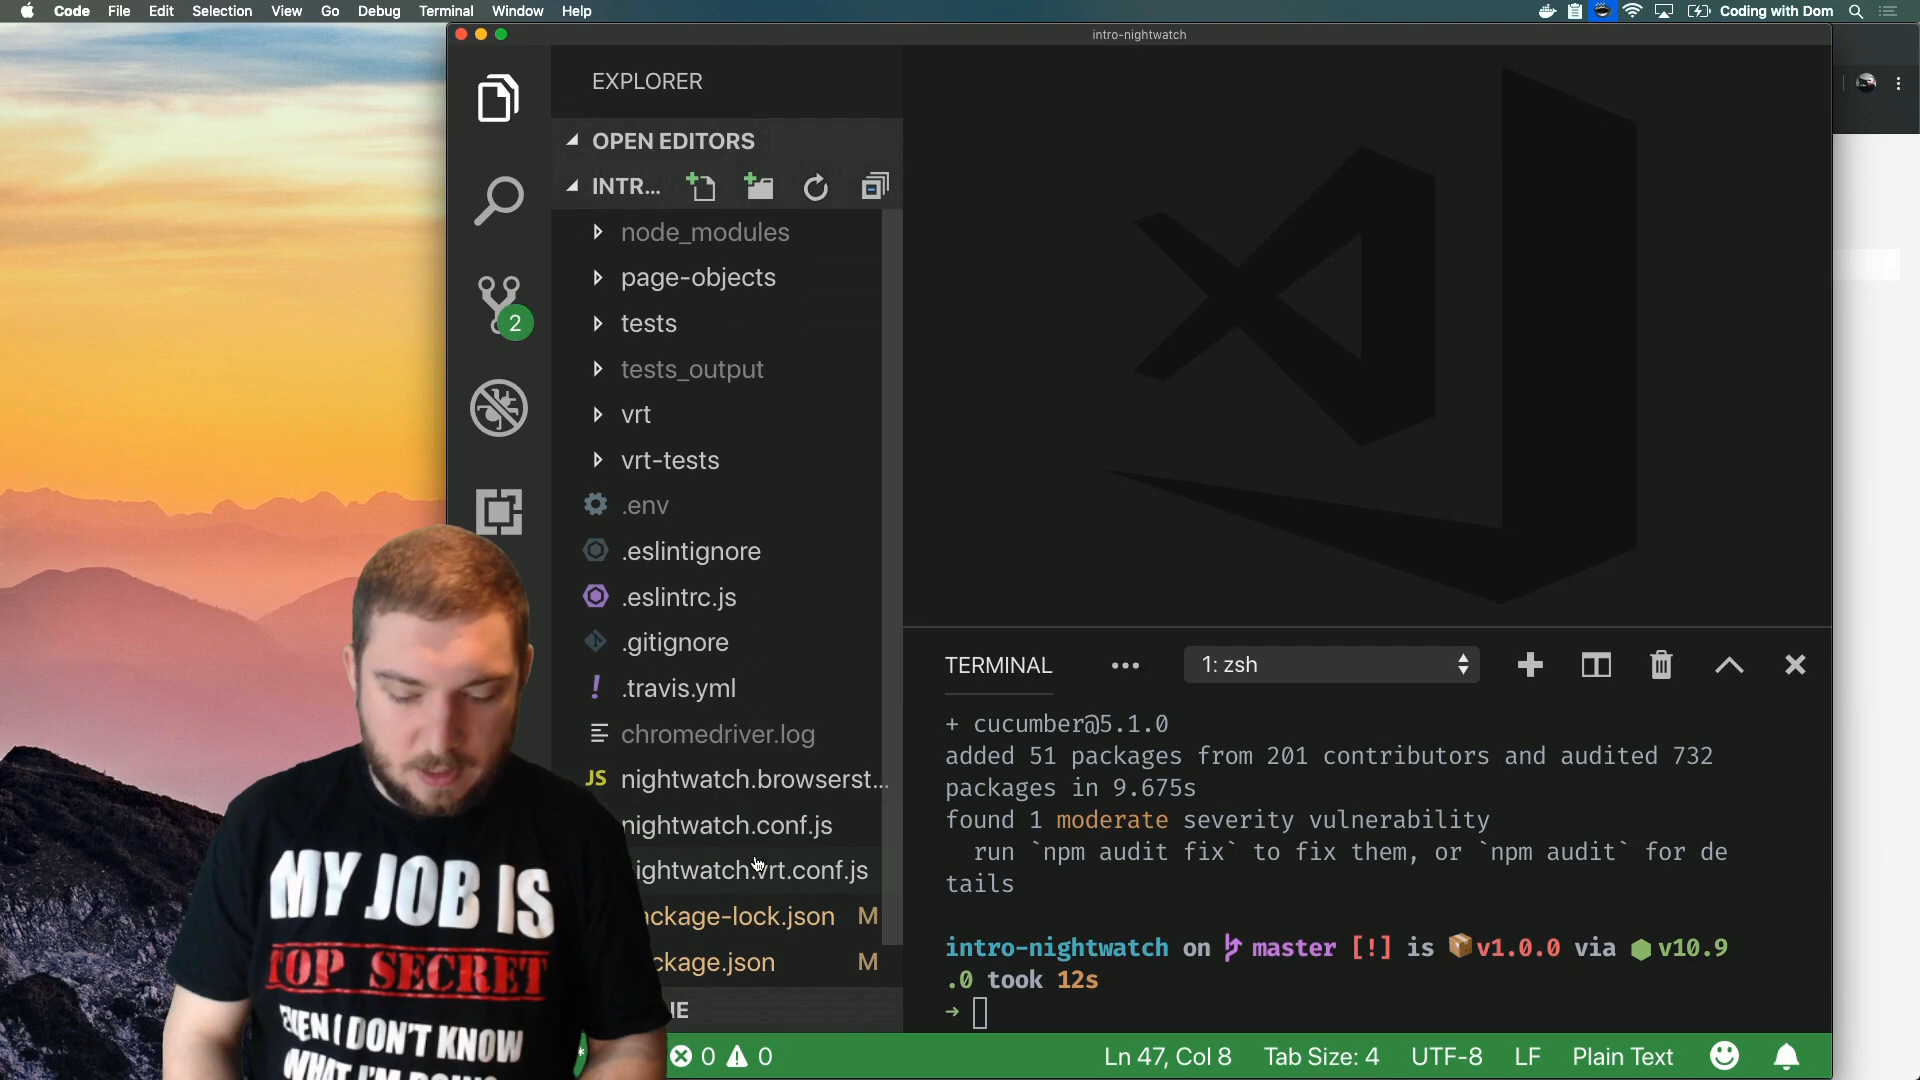 Code File Edit Selection View Go Debug Terminal Window Help
Coding with Dom
intro-nightwatch
EXPLORER
OPEN EDITORS
INTR...
node_modules
page-objects
tests
tests_output
vrt
vrt-tests
.env
.eslintignore
.eslintrc.js
.gitignore
.travis.yml
chromedriver.log
JS nightwatch.browserst...
nightwatch.conf.js
ightwatch.vrt.conf.js
ackage-lock.json M
ckage.json M
NE
2
TERMINAL
1: zsh
+ cucumber@5.1.0
added 51 packages from 201 contributors and audited 732
packages in 9.675s
found 1 moderate severity vulnerability
run `npm audit fix` to fix them, or `npm audit` for de
tails
intro-nightwatch on master [!] is v1.0.0 via v10.9
.0 took 12s
→
0 0
Ln 47, Col 8 Tab Size: 4 UTF-8 LF Plain Text
MY JOB IS
TOP SECRET
EVEN I DON'T KNOW
WHAT I'M DOING